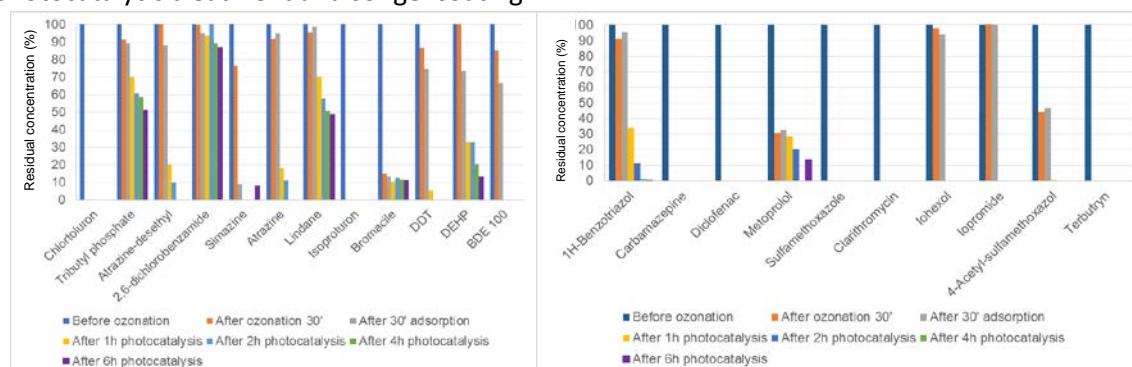 Residual concentration (%)
100
90
80
70
60
50
40
30
20
10
0
Chlortoluron
Tributyl phosphate
Atrazine-desethyl
2,6-dichlorobenzamide
Simazine
Atrazine
Lindane
Isoproturon
Bromacile
DDT
DEHP
BDE 100
Before ozonation
After ozonation 30'
After 30' adsorption
After 1h photocatalysis
After 2h photocatalysis
After 4h photocatalysis
After 6h photocatalysis
Residual concentration (%)
100
90
80
70
60
50
40
30
20
10
0
1H-Benzotriazol
Carbamazepine
Diclofenac
Metoprolol
Sulfamethoxazole
Clarithromycin
Iohexol
Iopromide
4-Acetyl-sulfamethoxazol
Terbutryn
Before ozonation
After ozonation 30'
After 30' adsorption
After 1h photocatalysis
After 2h photocatalysis
After 4h photocatalysis
After 6h photocatalysis